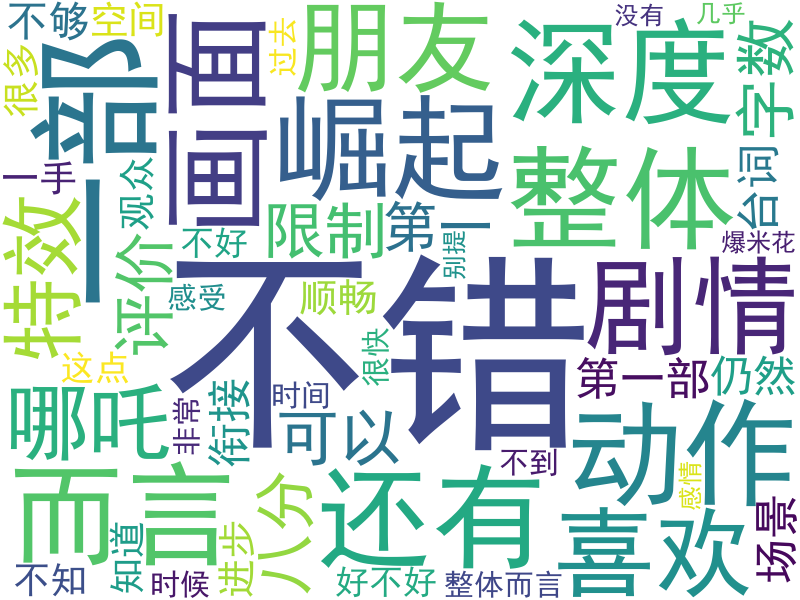 不够
空间
画面
朋友
过去
没有
几乎
很多
一部
崛起
深度
字数
一手
观众
整体
台词
特效
不好
限制
第一
别提
爆米花
评价
感受
不错
顺畅
剧情
这点
很快
第一部
仍然
哪吒
衔接
非常
时间
可以
动作
不到
而言
八分
还有
感情
喜欢
场景
不知
知道
时候
进步
好不好
整体而言